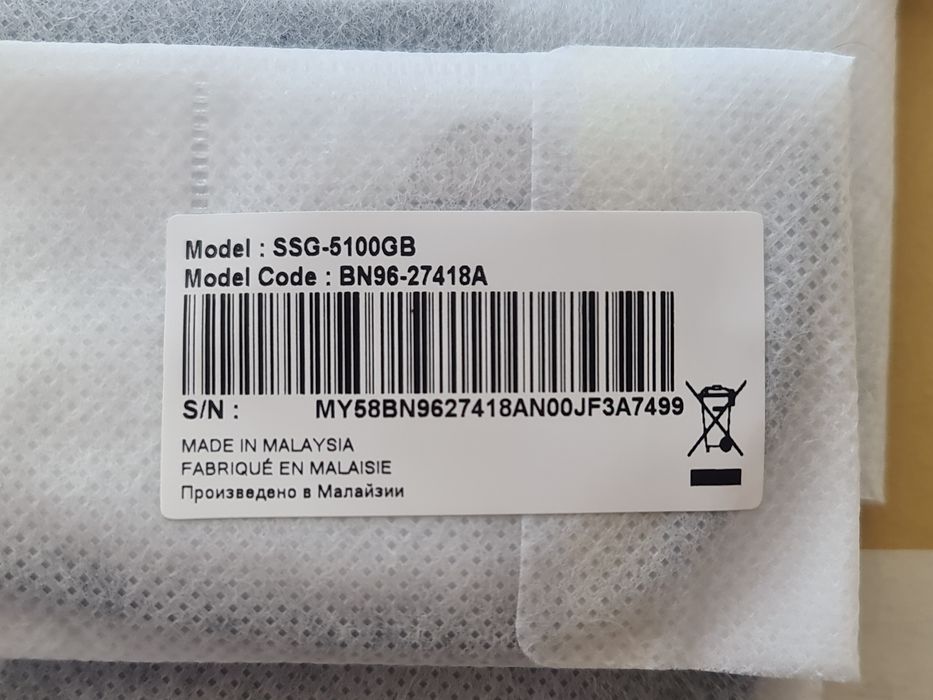 Model : SSG-5100GB
Model Code : BN96-27418A
S/N : MY58BN9627418AN00JF3A7499
MADE IN MALAYSIA
FABRIQUÉ EN MALAISIE
Произведено в Малайзии